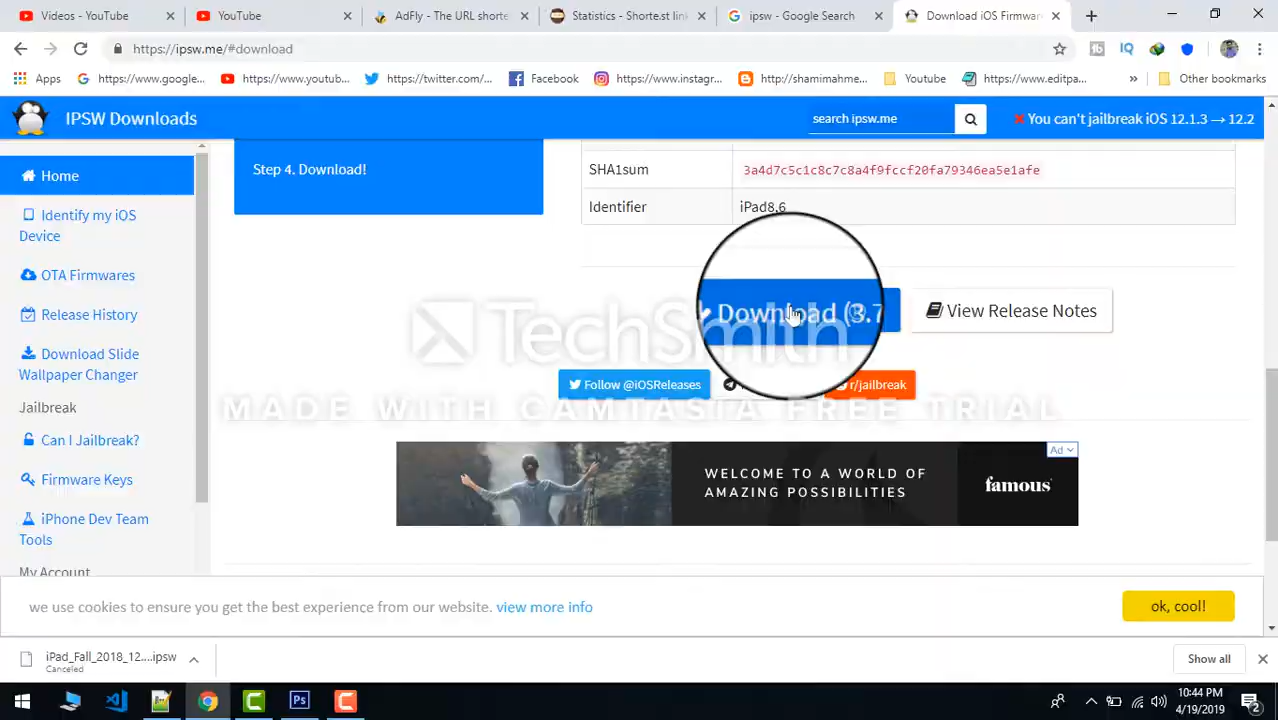 Videos - YouTube
YouTube
AdFly - The URL shorte
Statistics - Shorte.st link
ipsw - Google Search
Download iOS Firmwar
https://ipsw.me/#download
Apps
https://www.google...
https://www.youtub...
https://twitter.com/...
Facebook
https://www.instag...
http://shamimahme...
Youtube
https://www.editpa...
Other bookmarks
IPSW Downloads
search ipsw.me
You can't jailbreak iOS 12.1.3 → 12.2
Home
Identify my iOS
Device
OTA Firmwares
Release History
Download Slide
Wallpaper Changer
Jailbreak
Can I Jailbreak?
Firmware Keys
iPhone Dev Team
Tools
My Account
Step 4. Download!
SHA1sum
3a4d7c5c1c8c7c8a4f9fccf20fa79346ea5e1afe
Identifier
iPad8,6
Download (3.7
View Release Notes
TechSmith
Follow @iOSReleases
r/jailbreak
MADE WITH CAMTASIA FREE TRIAL
WELCOME TO A WORLD OF
AMAZING POSSIBILITIES
famous
Ad
we use cookies to ensure you get the best experience from our website. view more info
ok, cool!
iPad_Fall_2018_12....ipsw
Canceled
Show all
10:44 PM
4/19/2019